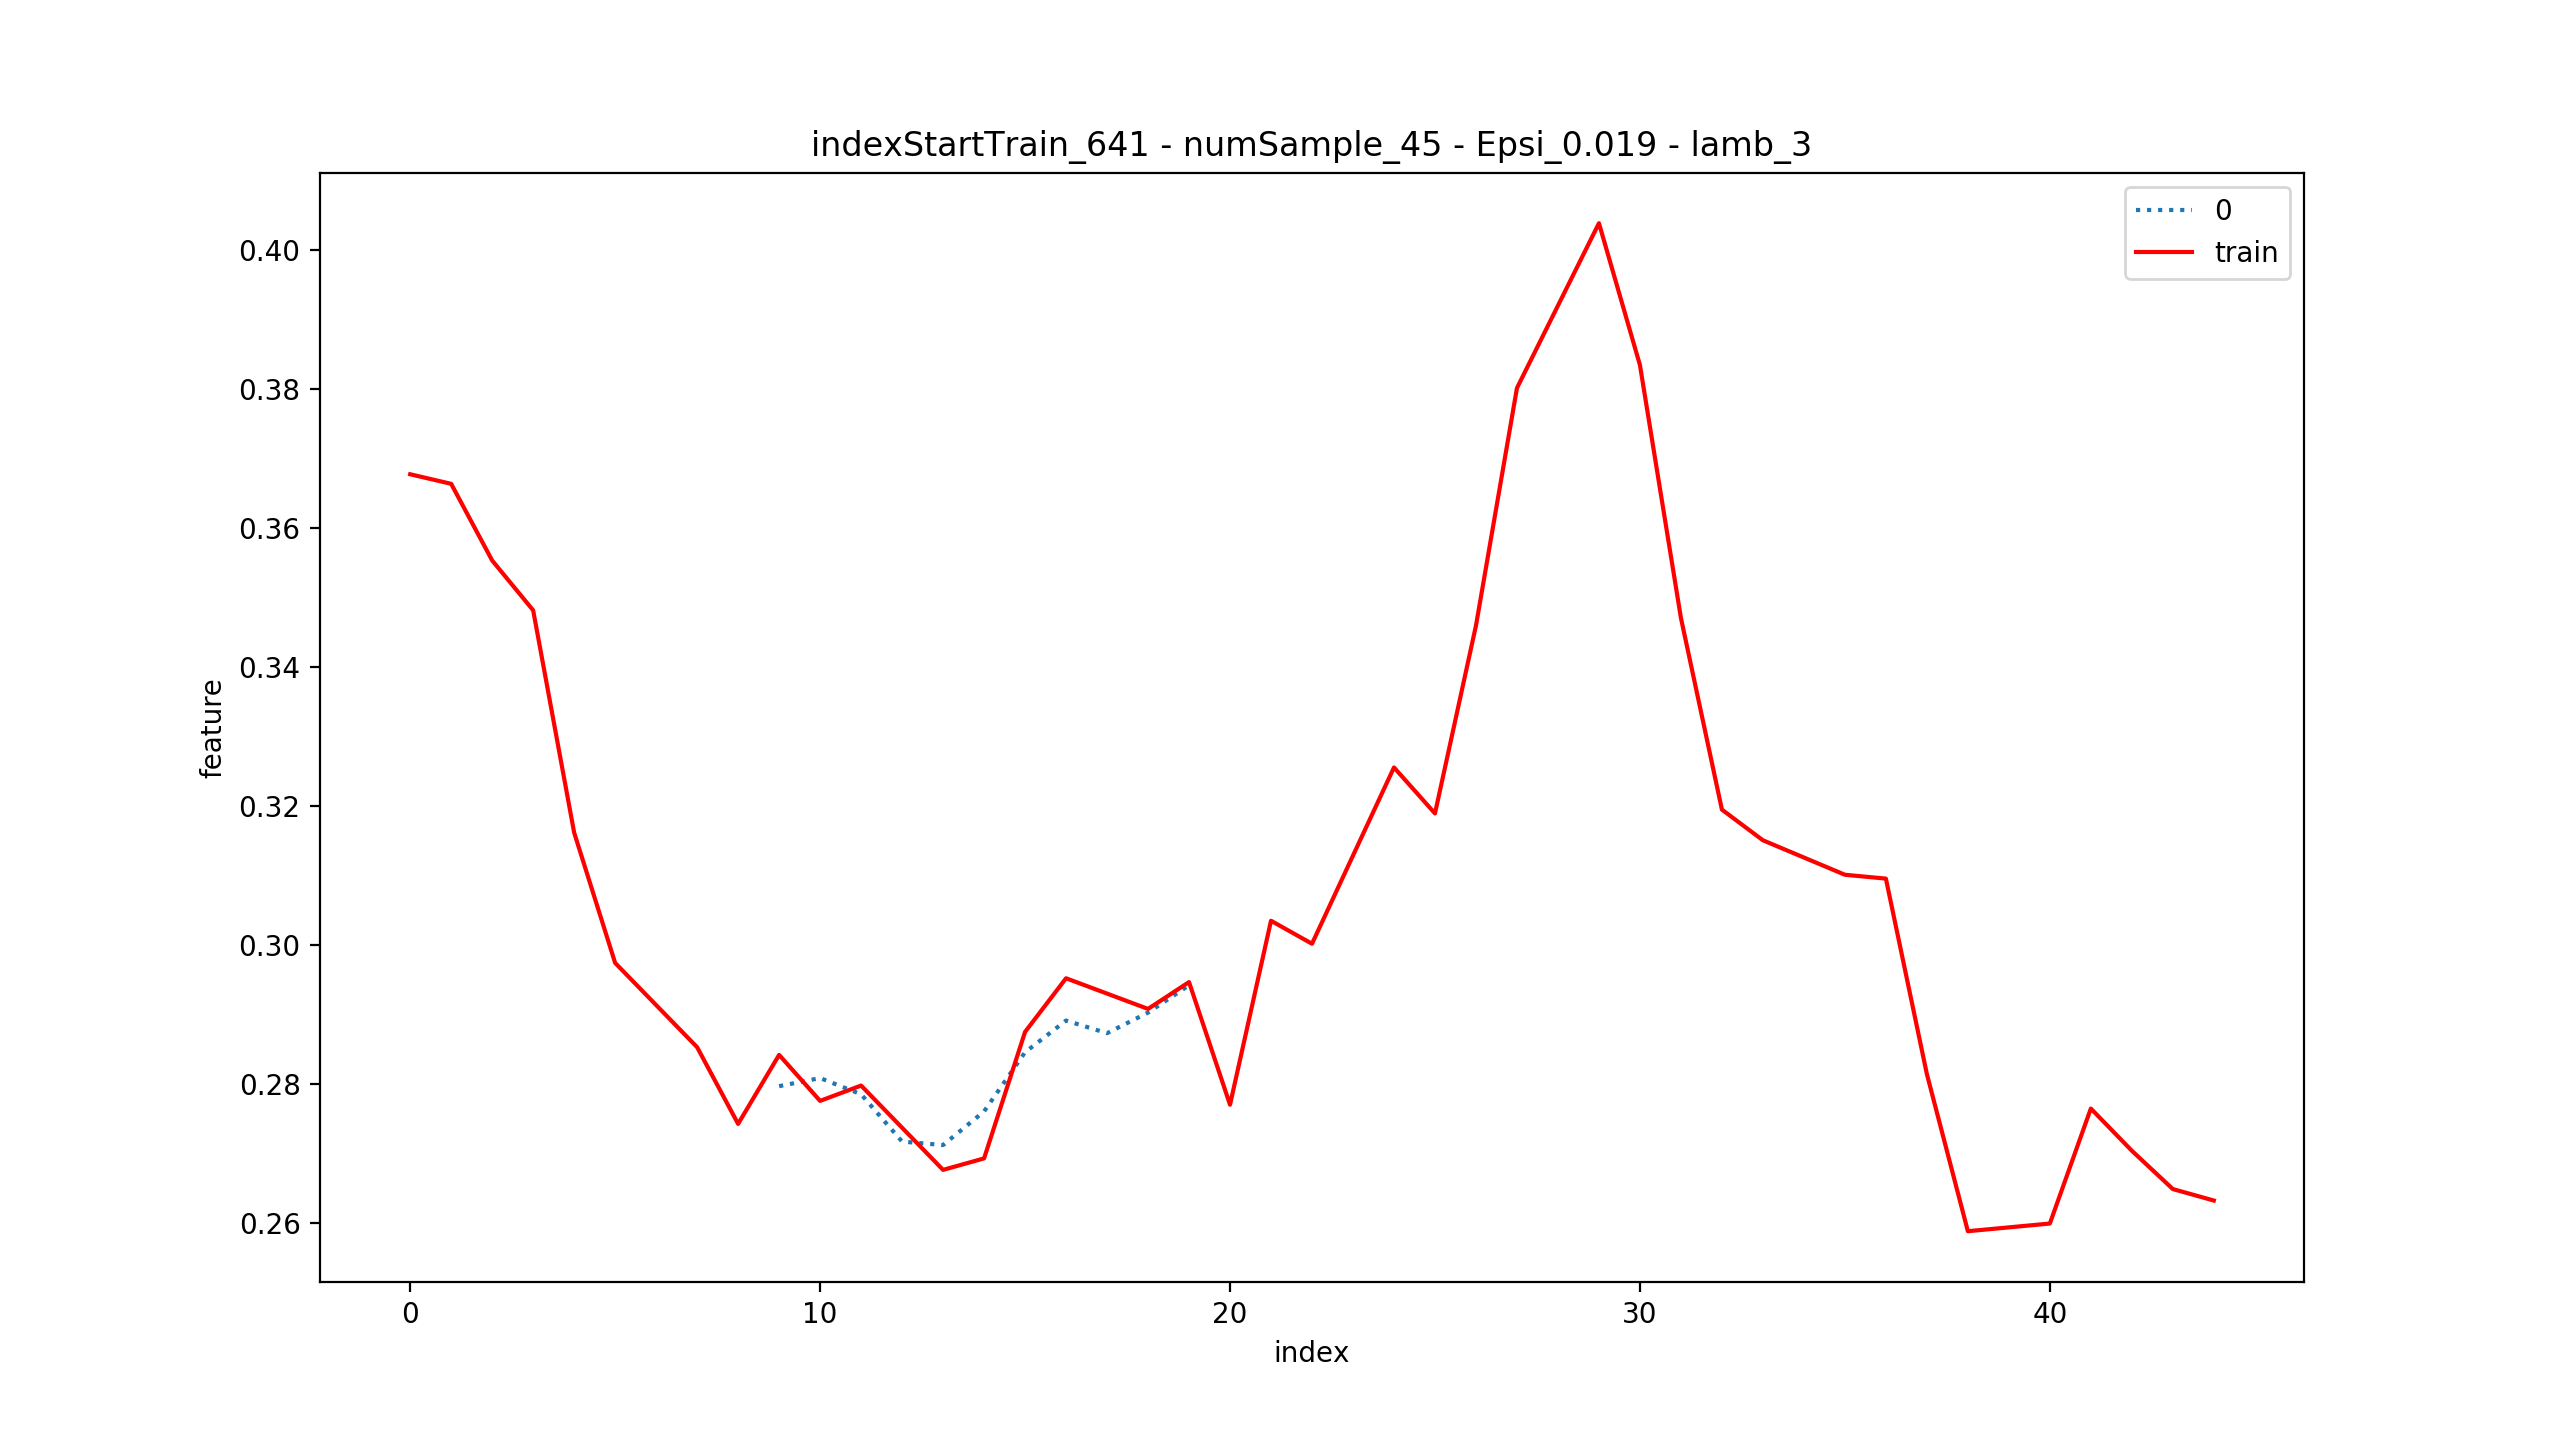 indexStartTrain_641 - numSample_45 - Epsi_0.019 - lamb_3
0
train
0.40
0.38
0.36
0.34
0.32
0.30
0.28
0.26
feature
0 10 20 30 40
index